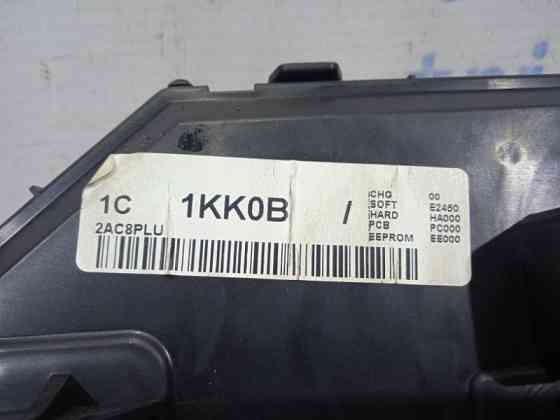 1C 1KK0B /
2AC8PLU
CHG 00
SOFT E2450
HARD HA000
PCB PC000
EEPROM EE000